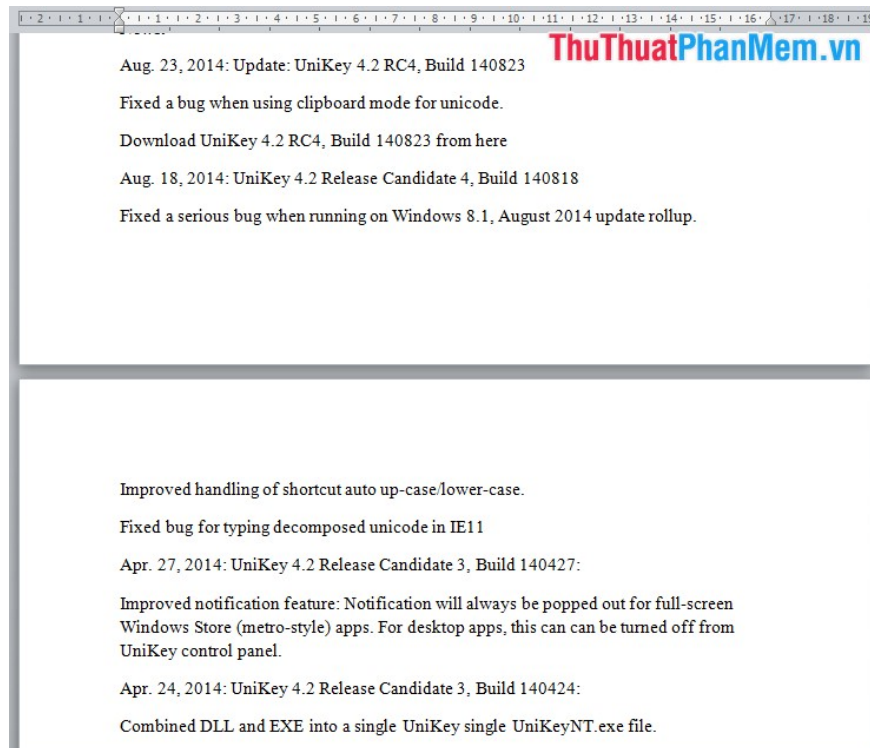 ThuThuatPhanMem.vn
Aug. 23, 2014: Update: UniKey 4.2 RC4, Build 140823
Fixed a bug when using clipboard mode for unicode.
Download UniKey 4.2 RC4, Build 140823 from here
Aug. 18, 2014: UniKey 4.2 Release Candidate 4, Build 140818
Fixed a serious bug when running on Windows 8.1, August 2014 update rollup.
Improved handling of shortcut auto up-case/lower-case.
Fixed bug for typing decomposed unicode in IE11
Apr. 27, 2014: UniKey 4.2 Release Candidate 3, Build 140427:
Improved notification feature: Notification will always be popped out for full-screen
Windows Store (metro-style) apps. For desktop apps, this can can be turned off from
UniKey control panel.
Apr. 24, 2014: UniKey 4.2 Release Candidate 3, Build 140424:
Combined DLL and EXE into a single UniKey single UniKeyNT.exe file.